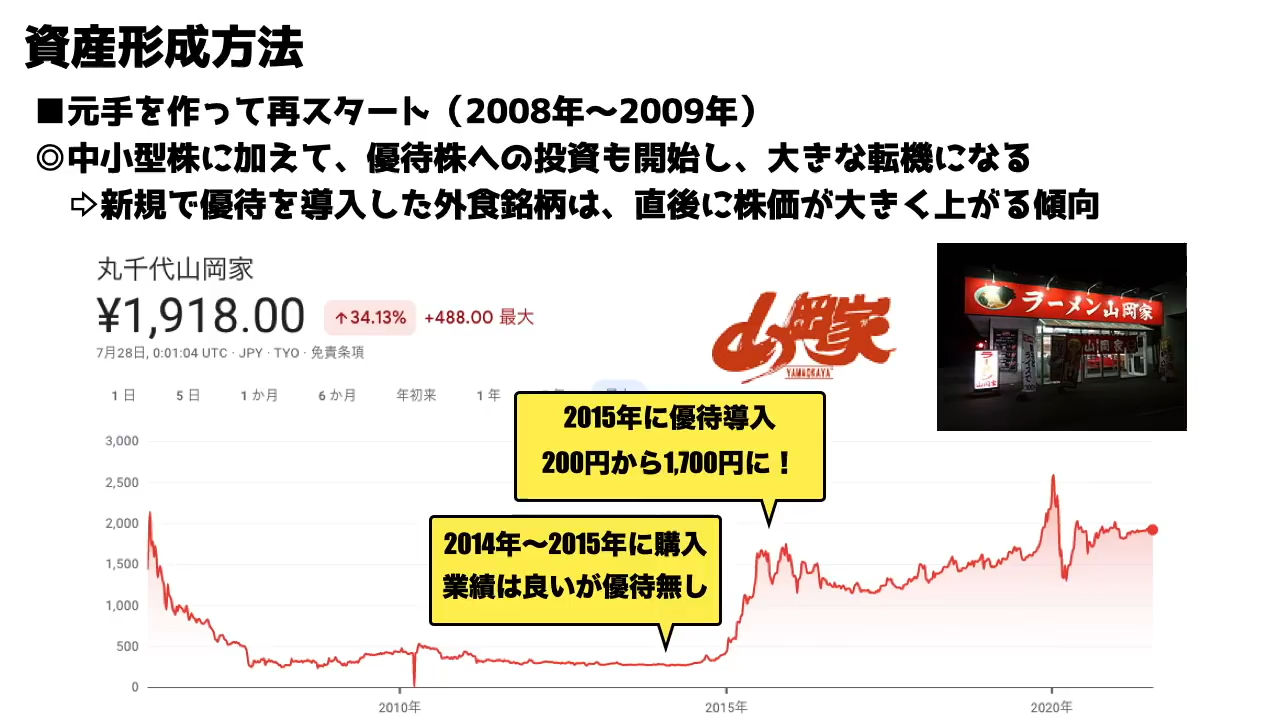 資産形成方法
■元手を作って再スタート（2008年〜2009年）
◎中小型株に加えて、優待株への投資も開始し、大きな転機になる
⇨新規で優待を導入した外食銘柄は、直後に株価が大きく上がる傾向
丸千代山岡家
¥1,918.00 ↑34.13% +488.00 最大
7月28日, 0:01:04 UTC · JPY · TYO · 免責条項
山岡家
YAMAOKAYA
ラーメン山岡家
山岡家
ラーメン
山岡家
1 日 5 日 1 か月 6 か月 年初来 1 年
2015年に優待導入
200円から1,700円に！
2014年〜2015年に購入
業績は良いが優待無し
3,000
2,500
2,000
1,500
1,000
500
0
2010年 2015年 2020年